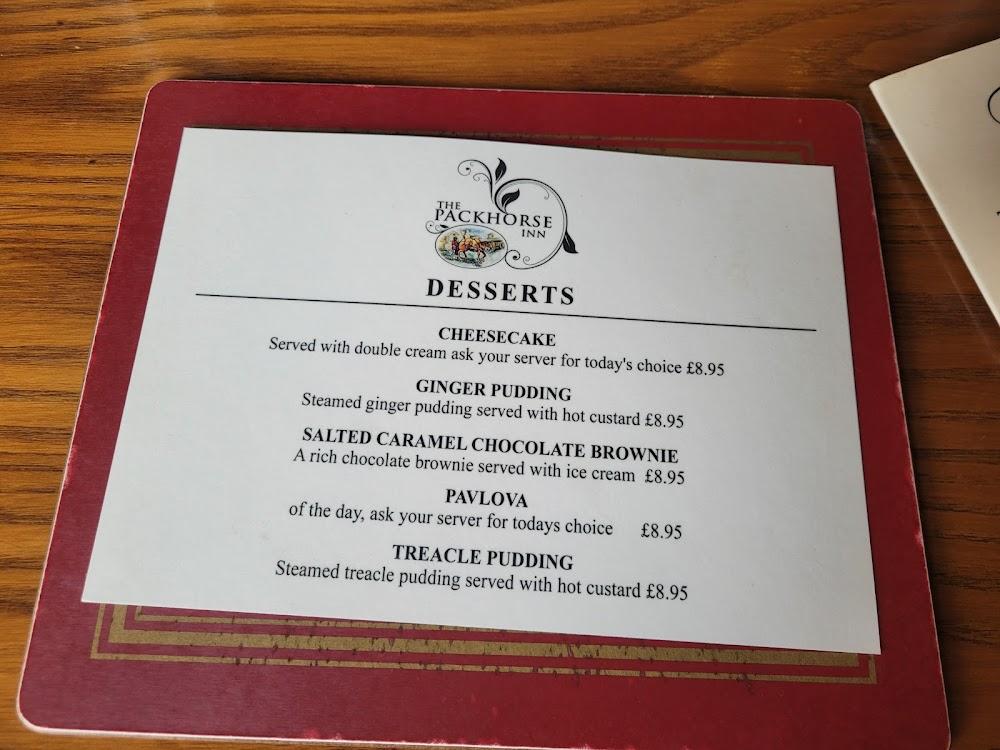 THE
PACKHORSE
INN
DESSERTS
CHEESECAKE
Served with double cream ask your server for today's choice £8.95
GINGER PUDDING
Steamed ginger pudding served with hot custard £8.95
SALTED CARAMEL CHOCOLATE BROWNIE
A rich chocolate brownie served with ice cream £8.95
PAVLOVA
of the day, ask your server for todays choice £8.95
TREACLE PUDDING
Steamed treacle pudding served with hot custard £8.95